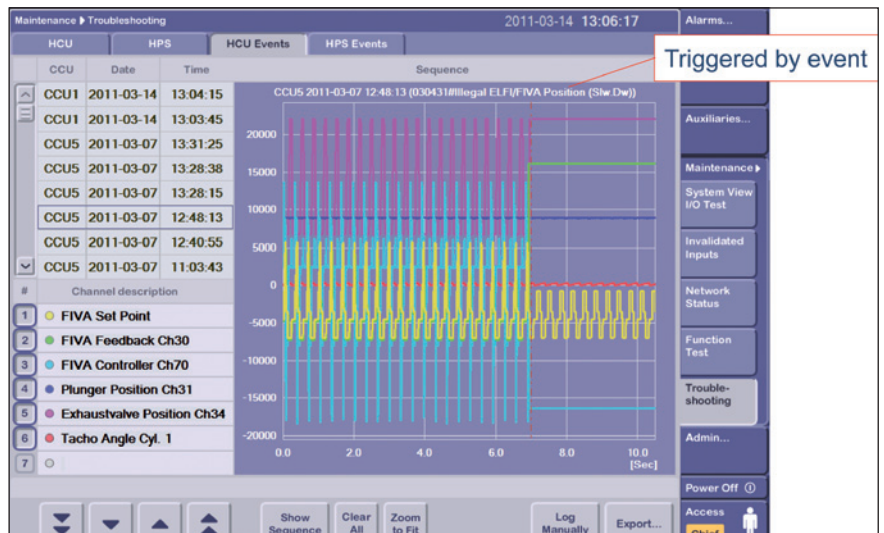 Maintenance ▶ Troubleshooting
2011-03-14 13:06:17
Alarms...
HCU
HPS
HCU Events
HPS Events
Triggered by event
CCU Date Time
Sequence
CCU1 2011-03-14 13:04:15
CCU1 2011-03-14 13:03:45
CCU5 2011-03-07 13:31:25
CCU5 2011-03-07 13:28:38
CCU5 2011-03-07 13:28:15
CCU5 2011-03-07 12:48:13
CCU5 2011-03-07 12:40:55
CCU5 2011-03-07 11:03:43
# Channel description
1 FIVA Set Point
2 FIVA Feedback Ch30
3 FIVA Controller Ch70
4 Plunger Position Ch31
5 Exhaustvalve Position Ch34
6 Tacho Angle Cyl. 1
7
CCU5 2011-03-07 12:48:13 (030431#Illegal ELFI/FIVA Position (Slw.Dw))
20000
15000
10000
5000
0
-5000
-10000
-15000
-20000
0.0 2.0 4.0 6.0 8.0 10.0
[Sec]
Auxiliaries...
Maintenance ▶
System View
I/O Test
Invalidated
Inputs
Network
Status
Function
Test
Trouble-
shooting
Admin...
Power Off
Access
Chief
Show
Sequence
Clear
All
Zoom
to Fit
Log
Manually
Export...